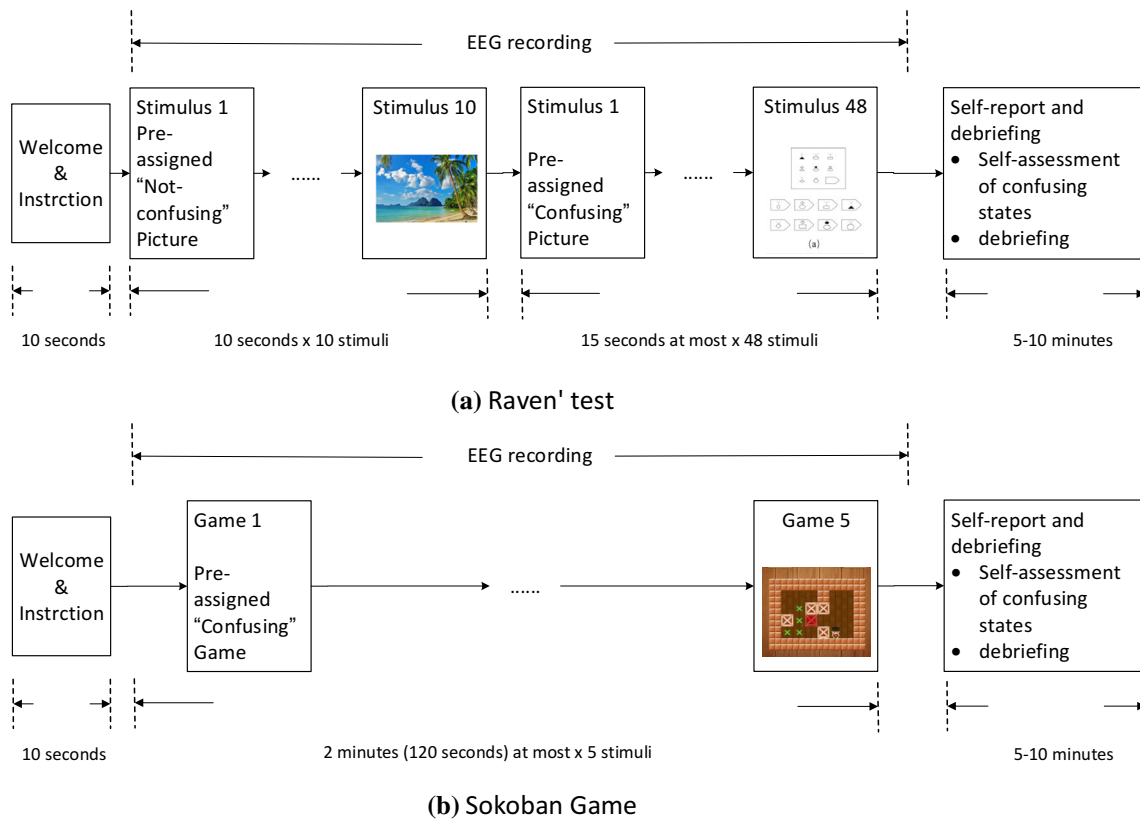 EEG recording
Welcome
&
Instrction
Stimulus 1
Pre-
assigned
“Not-
confusing”
Picture
......
Stimulus 10
Stimulus 1
Pre-
assigned
“Confusing”
Picture
......
Stimulus 48
(a)
Self-report and
debriefing
• Self-assessment
of confusing
states
• debriefing
10 seconds
10 seconds x 10 stimuli
15 seconds at most x 48 stimuli
5-10 minutes
(a) Raven' test
EEG recording
Welcome
&
Instrction
Game 1
Pre-
assigned
“Confusing”
Game
......
Game 5
Self-report and
debriefing
• Self-assessment
of confusing
states
• debriefing
10 seconds
2 minutes (120 seconds) at most x 5 stimuli
5-10 minutes
(b) Sokoban Game